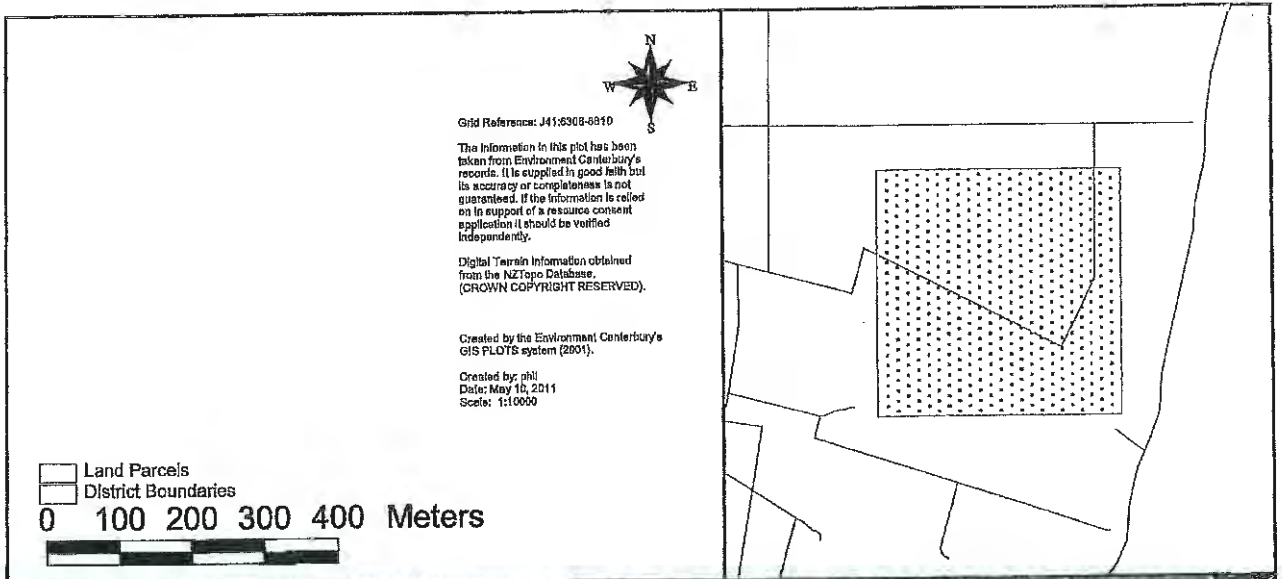 N
W E
S
Grid Reference: J41:6308-6810
The information in this plot has been
taken from Environment Canterbury's
records. It is supplied in good faith but
its accuracy or completeness is not
guaranteed. If the information is relied
on in support of a resource consent
application it should be verified
independently.
Digital Terrain Information obtained
from the NZTopo Database.
(CROWN COPYRIGHT RESERVED).
Created by the Environment Canterbury's
GIS PLOTS system (2001).
Created by: phil
Date: May 10, 2011
Scale: 1:10000
Land Parcels
District Boundaries
0 100 200 300 400 Meters